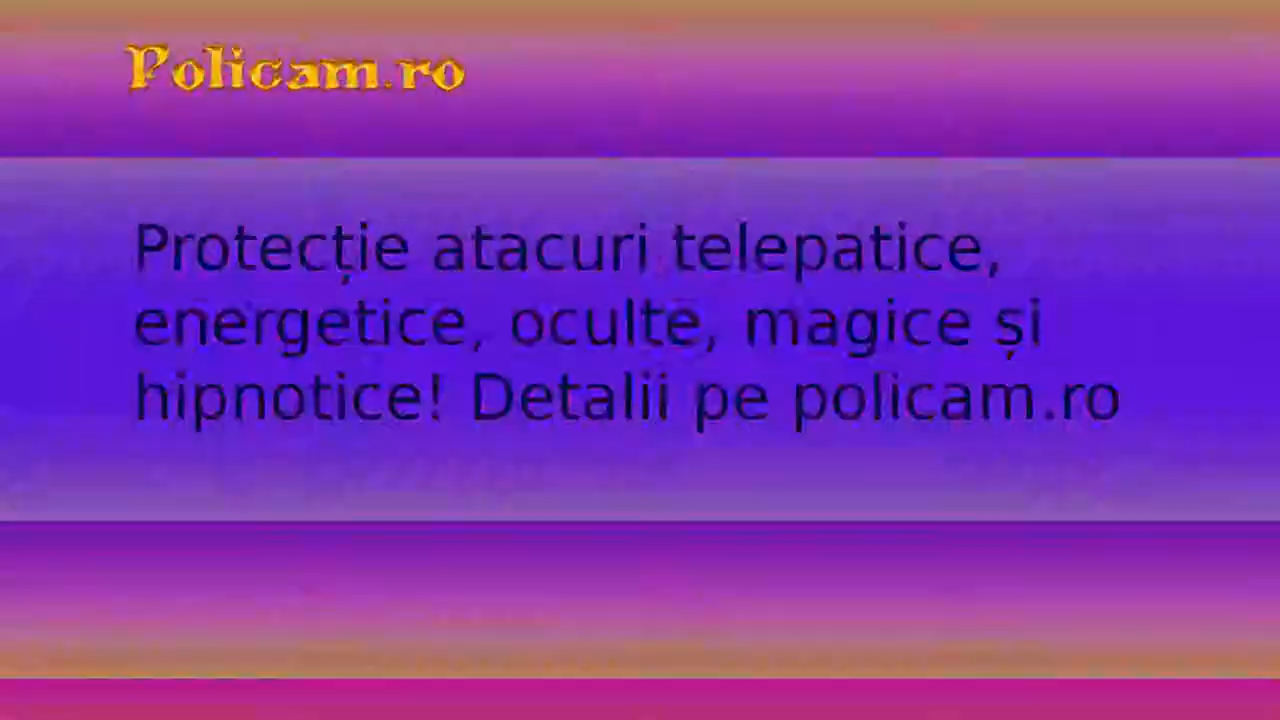 Policam.ro
Protecție atacuri telepatice,
energetice, oculte, magice și
hipnotice! Detalii pe policam.ro